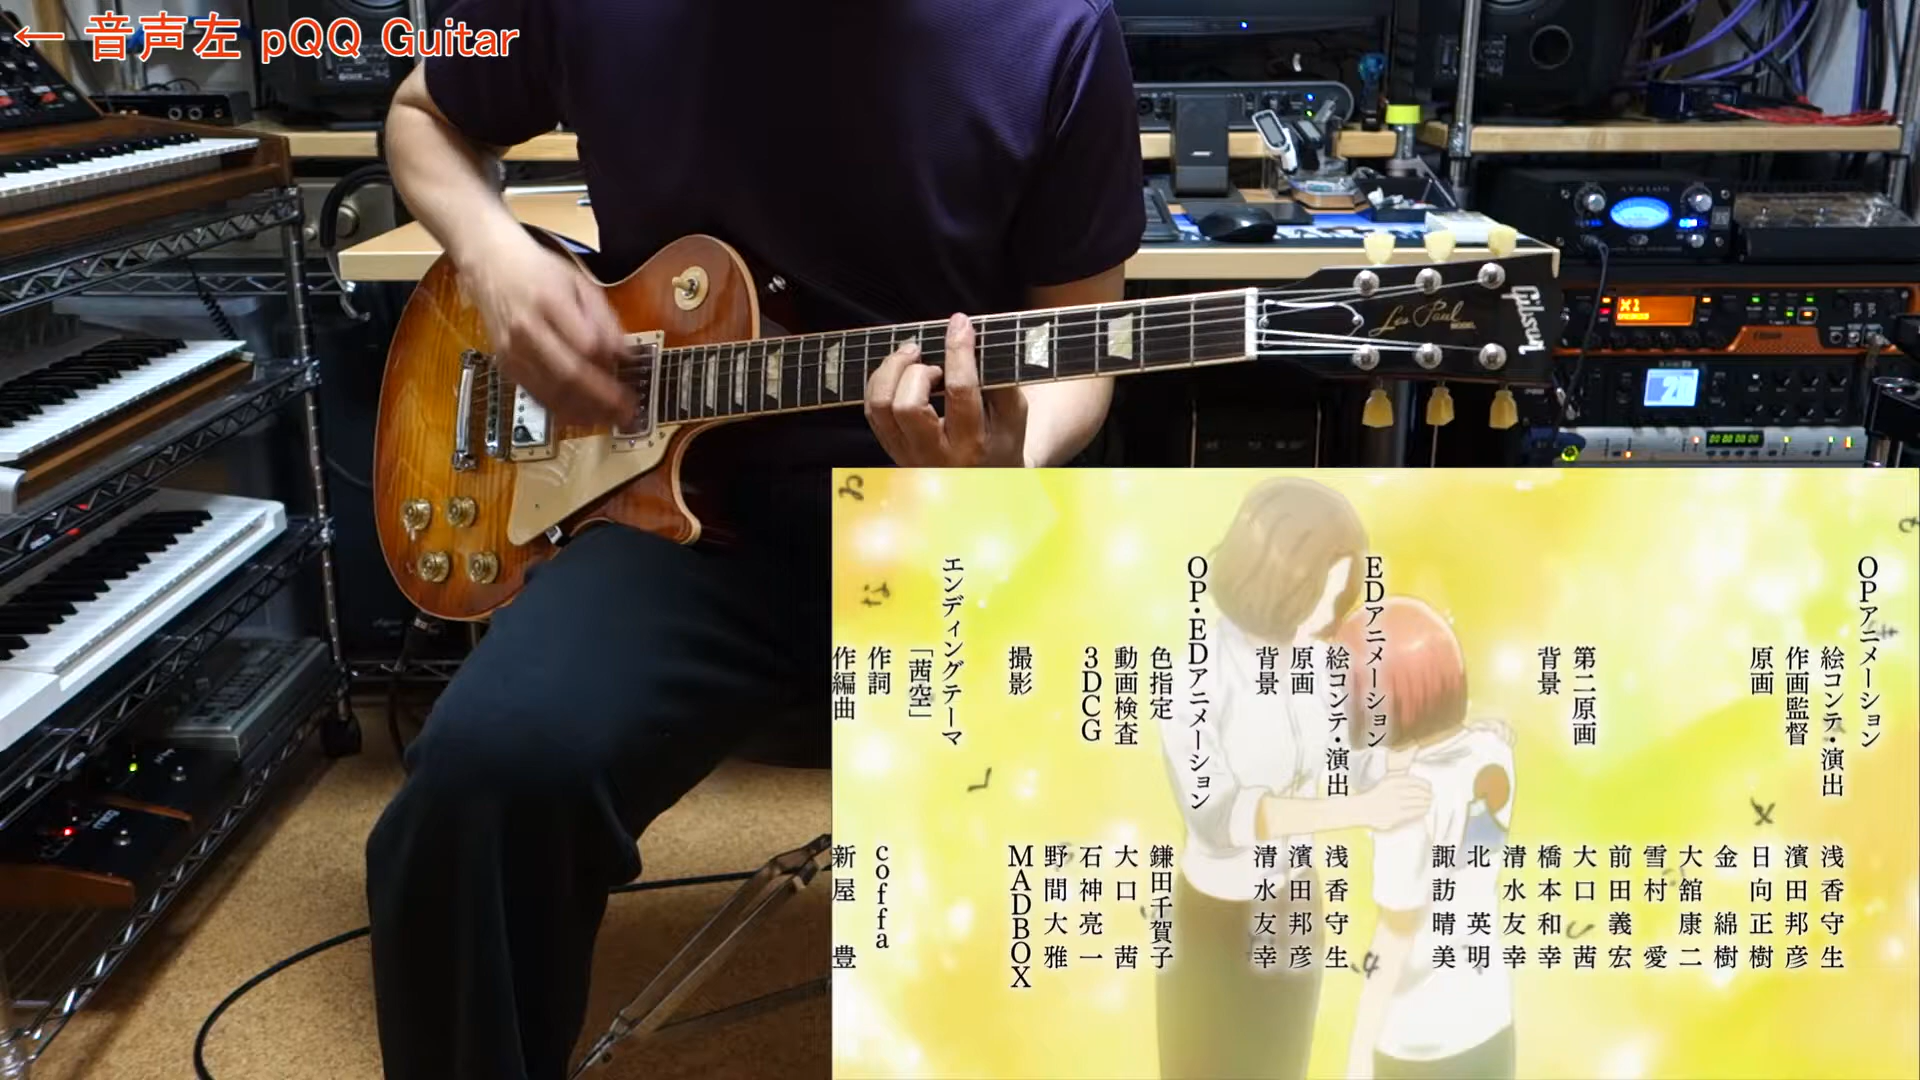 ← 音声左 pQQ Guitar
Les Paul
MODEL
Gibson
AVALON
OPアニメーション
絵コンテ・演出 浅香守生
作画監督 濱田邦彦
原画 日向正樹
金 綿樹
大舘康二
雪村 愛
第二原画 前田義宏
大口 茜
背景 橋本和幸
清水友幸
北 英明
諏訪晴美
EDアニメーション
絵コンテ・演出 浅香守生
原画 濱田邦彦
背景 清水友幸
OP・EDアニメーション
色指定 鎌田千賀子
動画検査 大口 茜
3DCG 石神亮一
野間大雅
撮影 MADBOX
エンディングテーマ
「茜空」
作詞 coffa
作編曲 新屋 豊